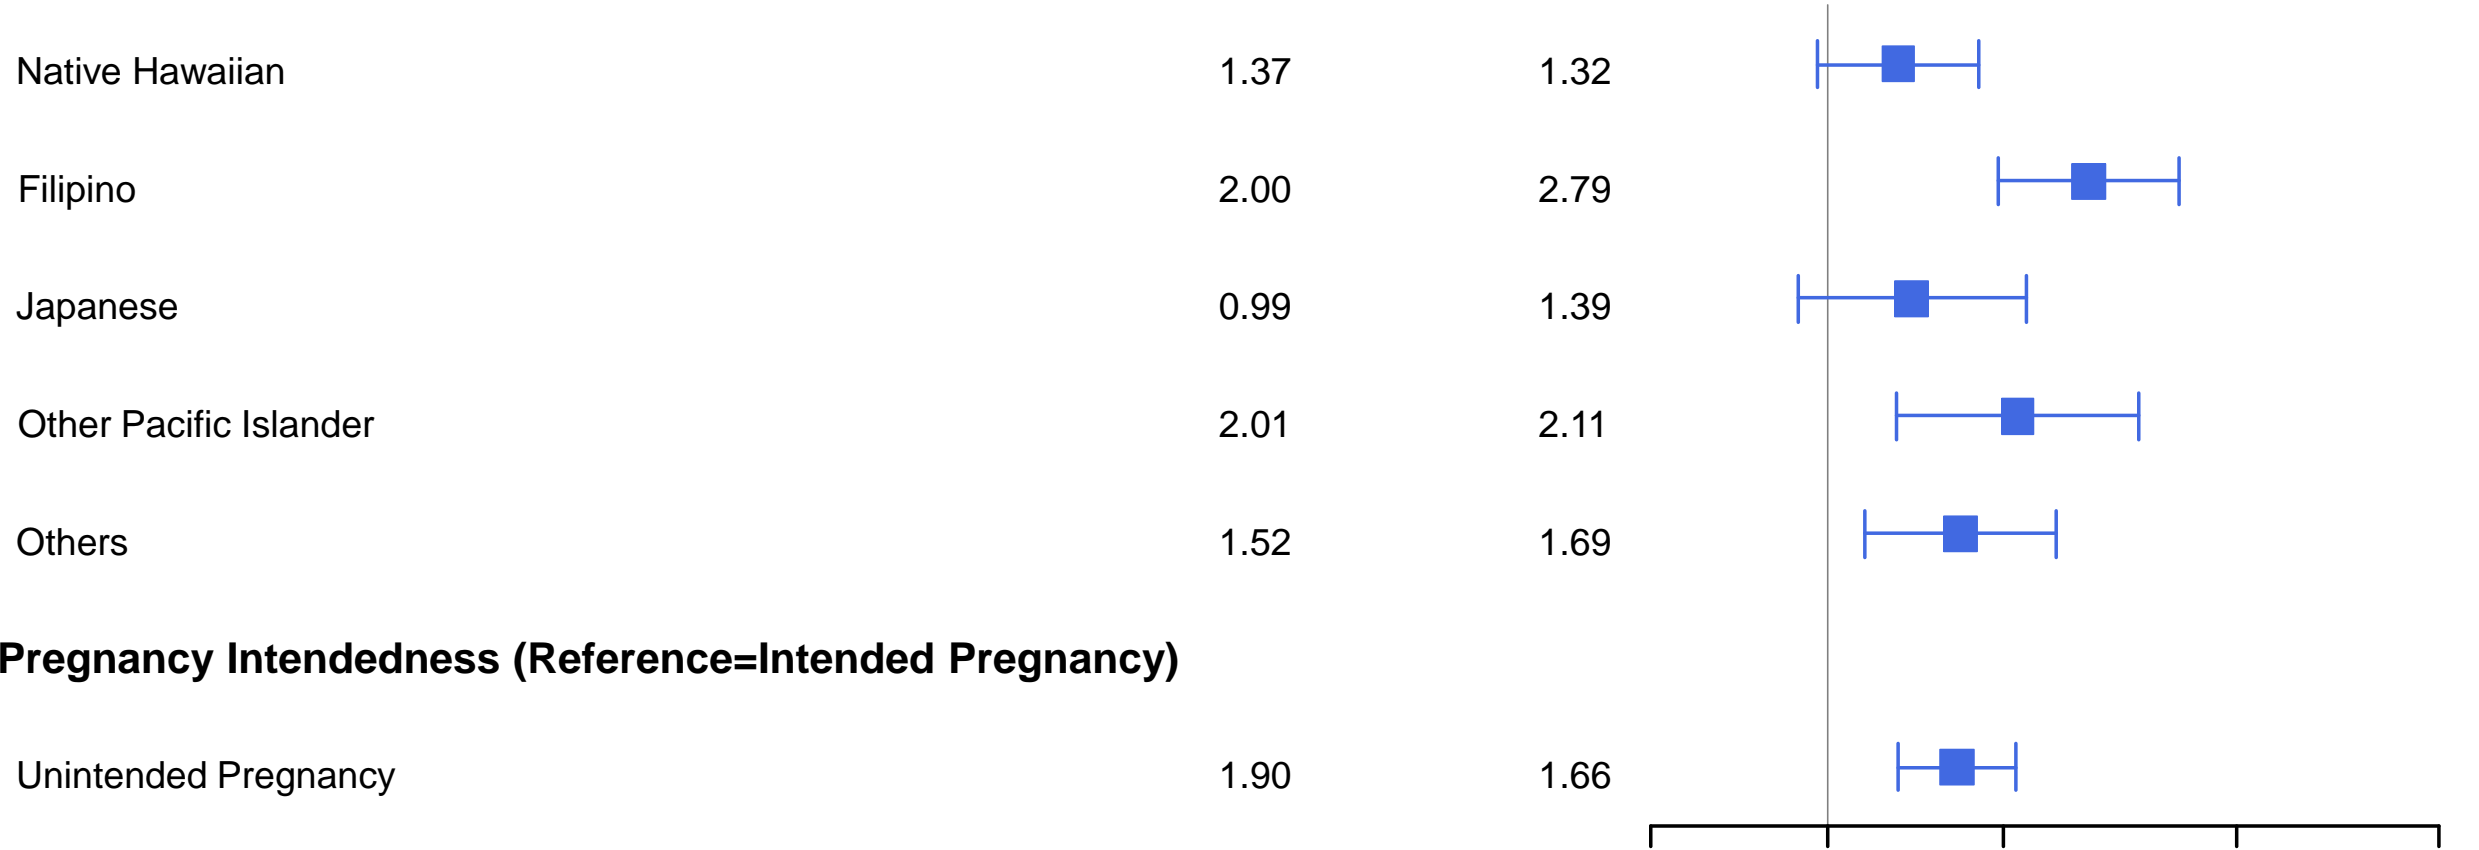 Native Hawaiian 1.37 1.32
Filipino 2.00 2.79
Japanese 0.99 1.39
Other Pacific Islander 2.01 2.11
Others 1.52 1.69
Pregnancy Intendedness (Reference=Intended Pregnancy)
Unintended Pregnancy 1.90 1.66